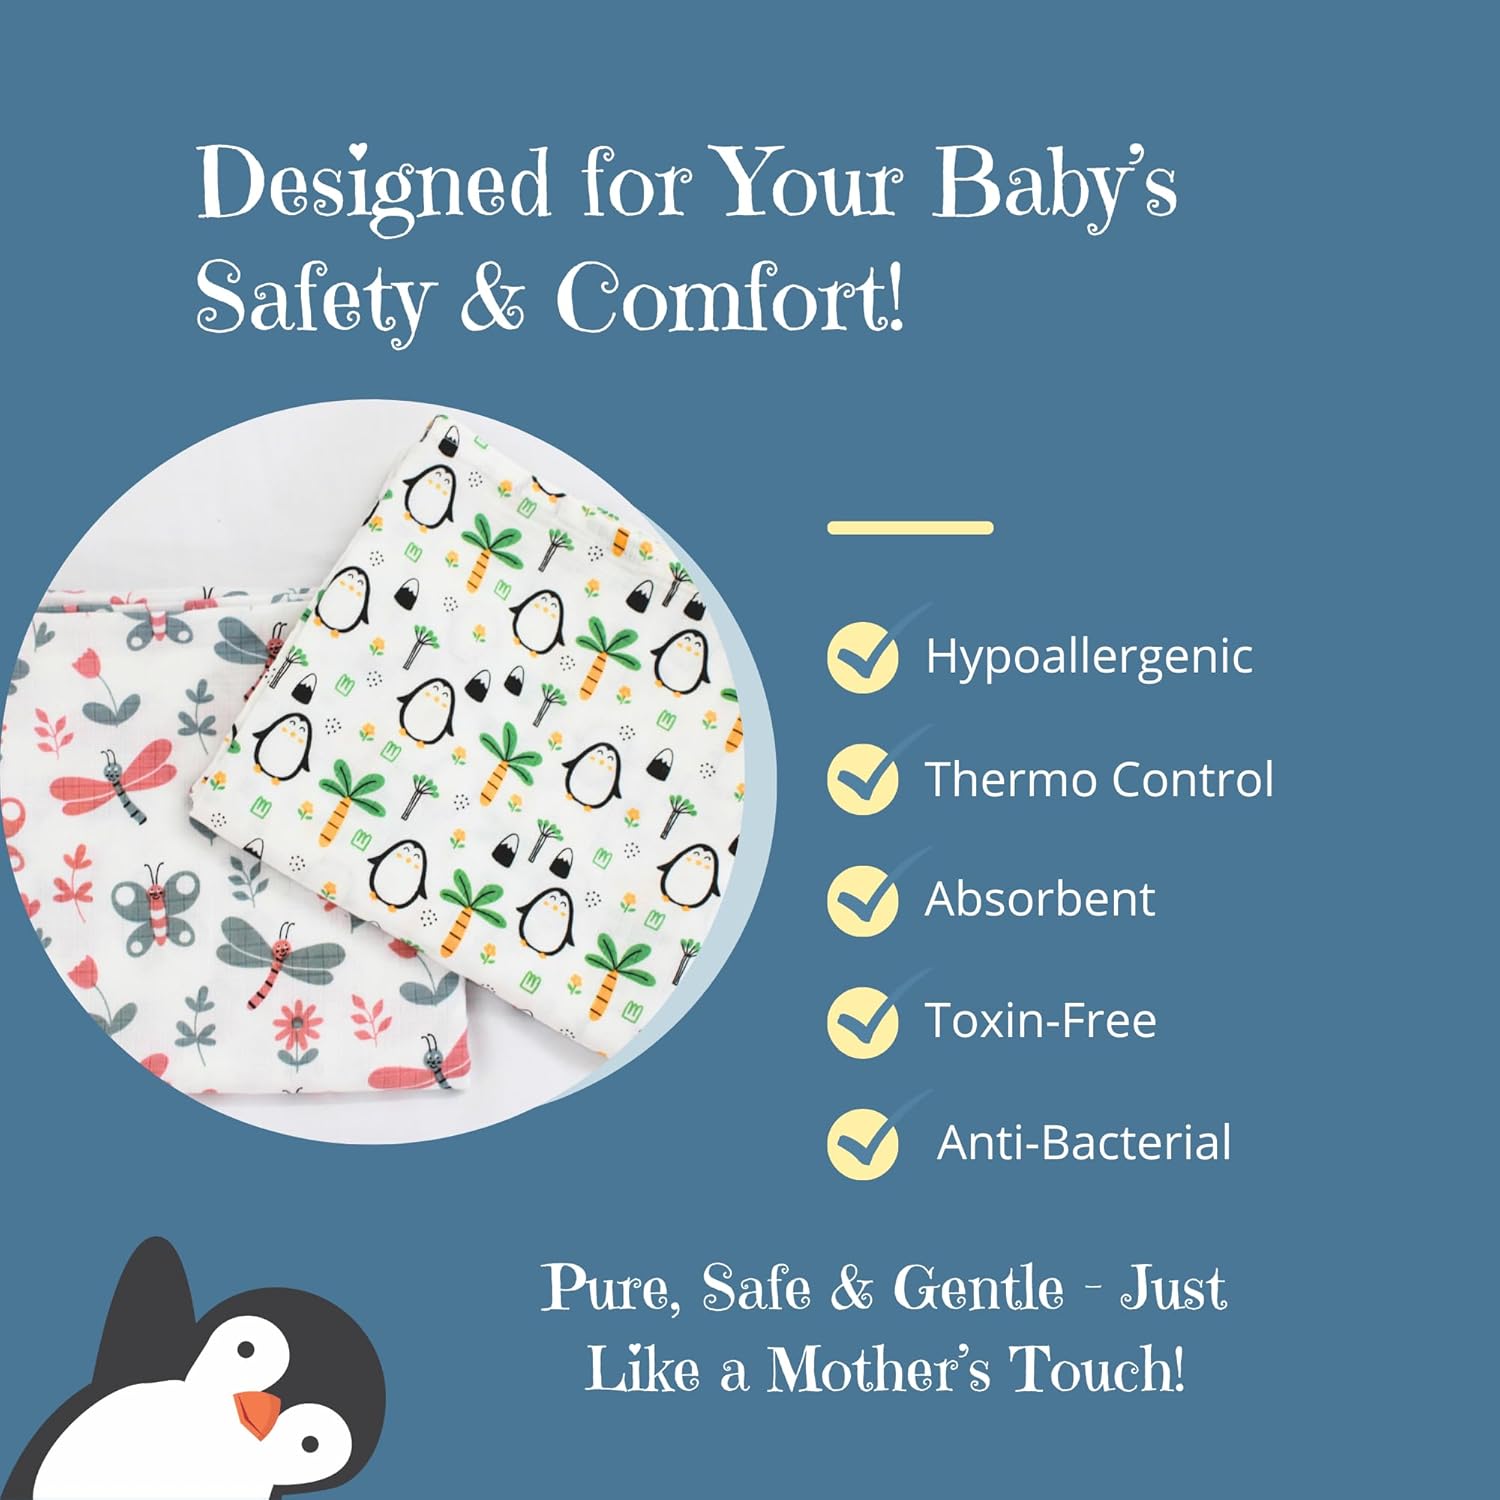 Designed for Your Baby's
Safety & Comfort!
Hypoallergenic
Thermo Control
Absorbent
Toxin-Free
Anti-Bacterial
Pure, Safe & Gentle - Just
Like a Mother's Touch!